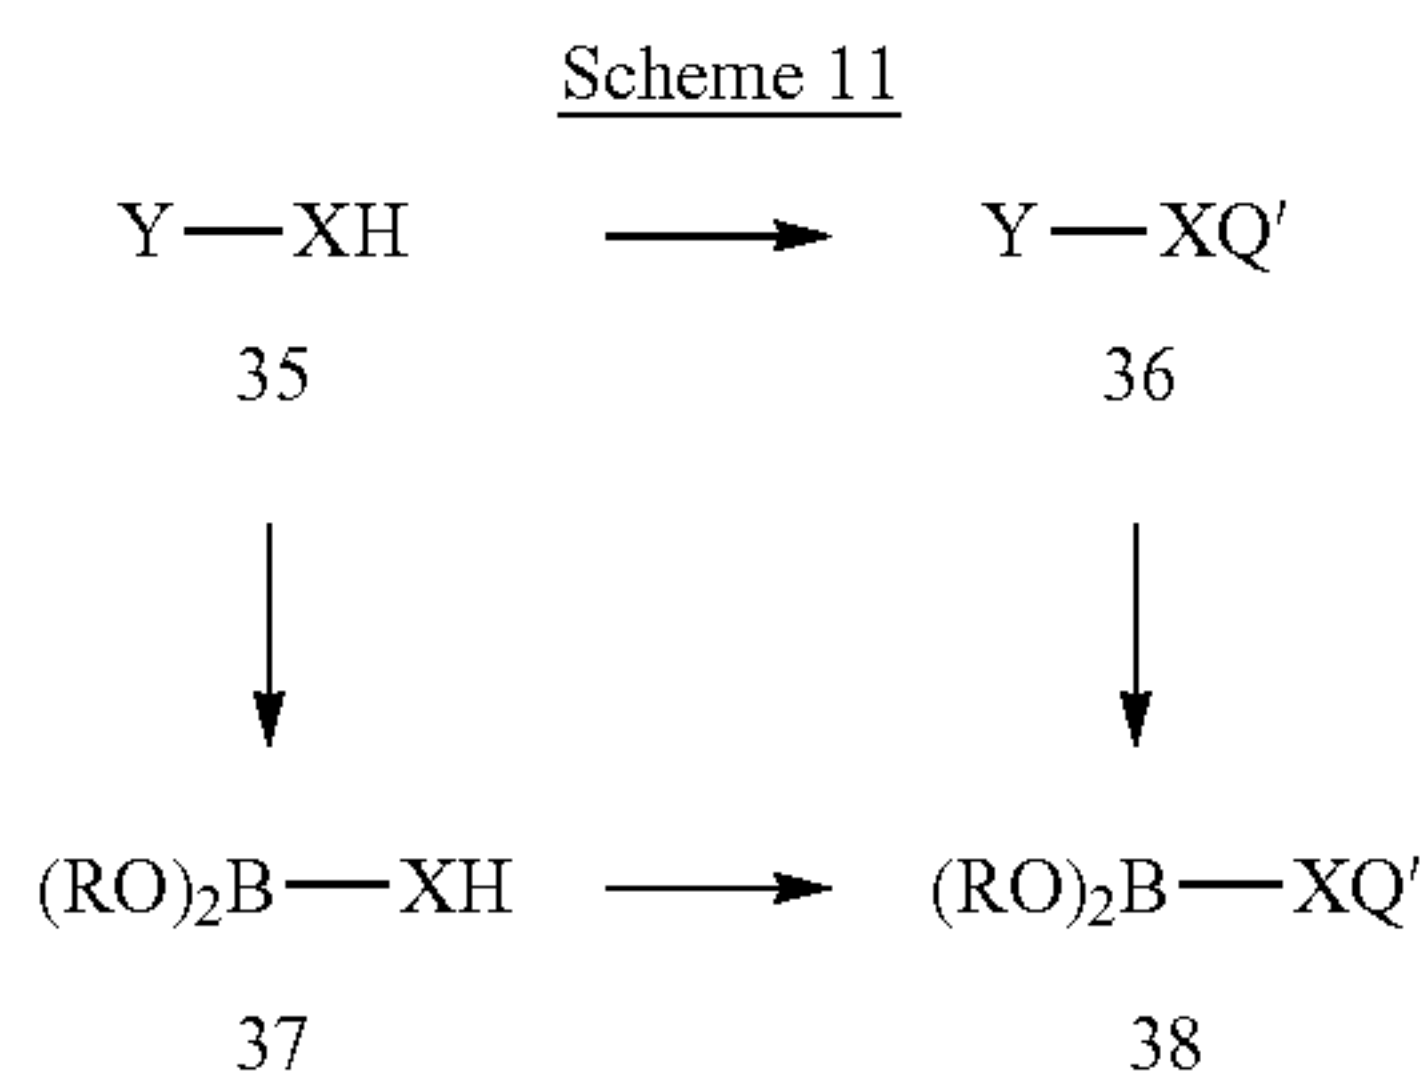 Scheme 11
Y—XH Y—XQ′
35 36
(RO)₂B—XH (RO)₂B—XQ′
37 38